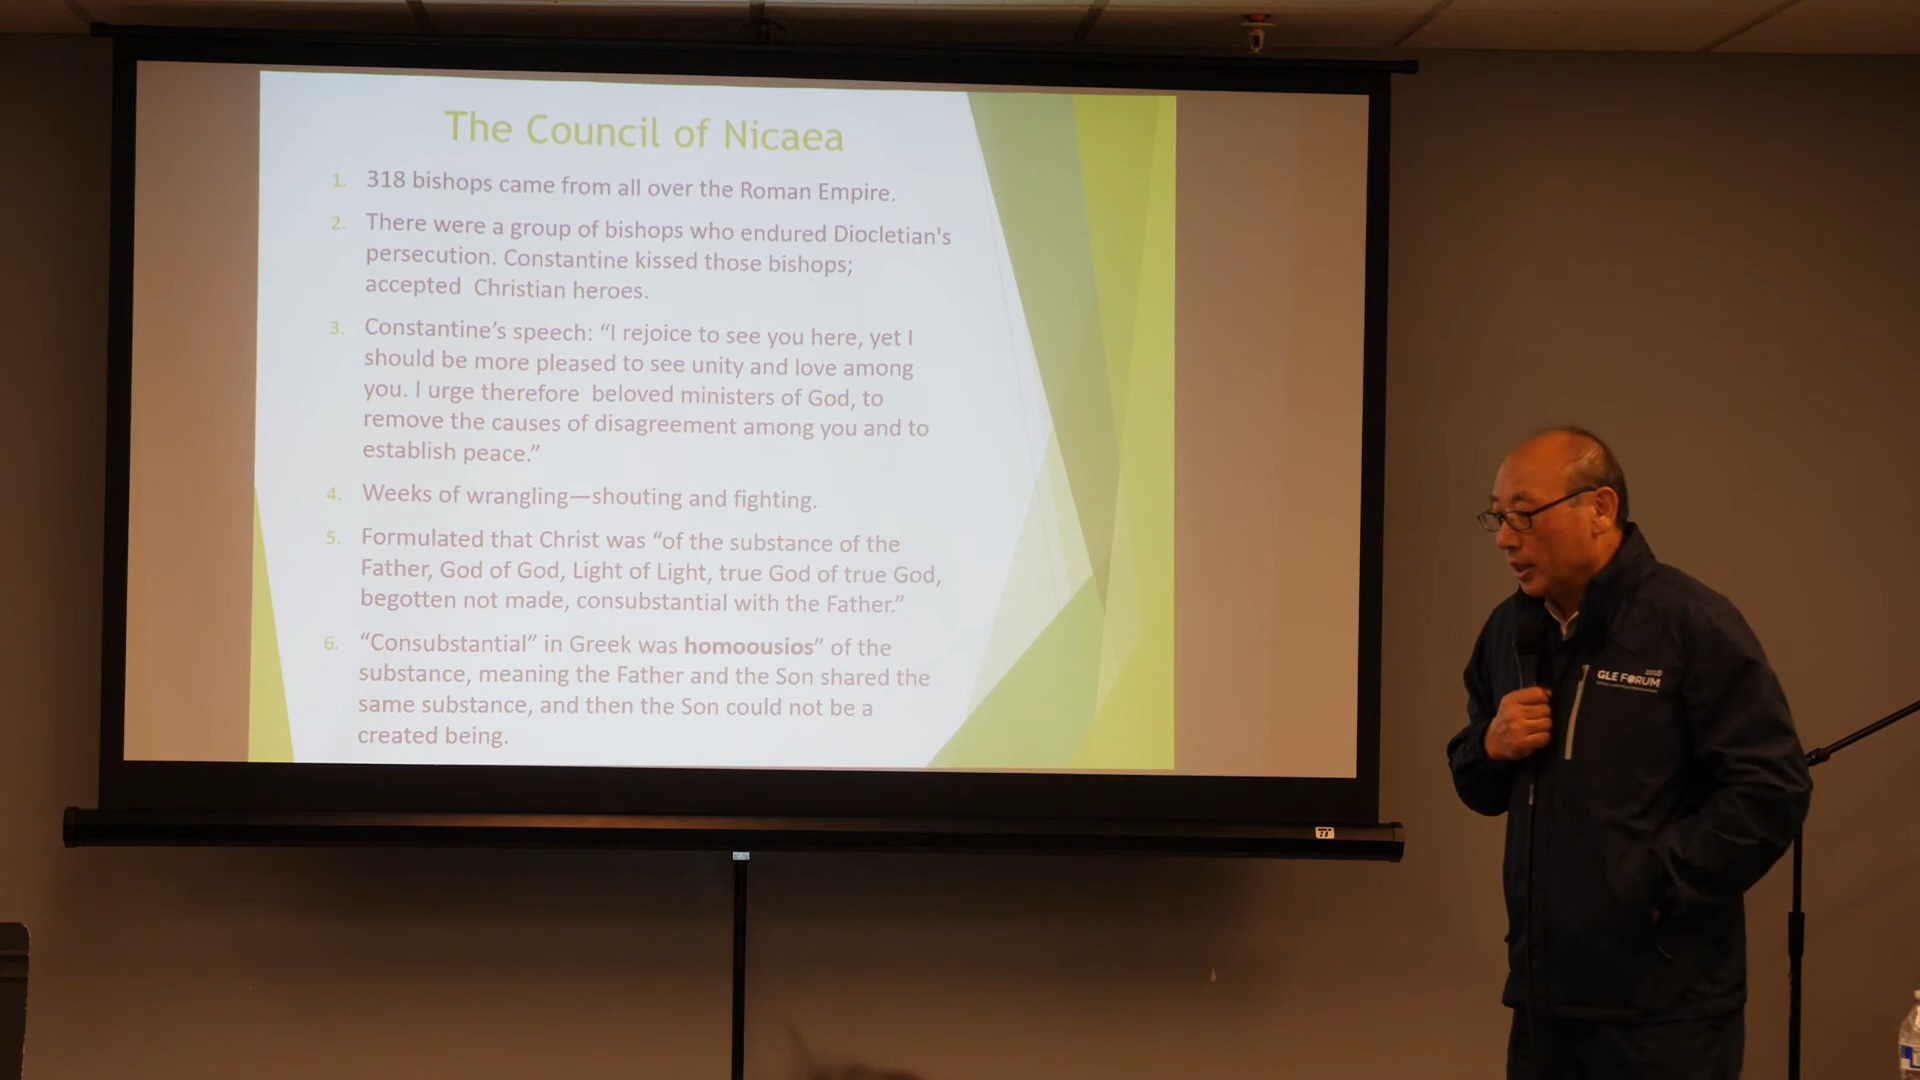 The Council of Nicaea
1. 318 bishops came from all over the Roman Empire.
2. There were a group of bishops who endured Diocletian's
persecution. Constantine kissed those bishops;
accepted  Christian heroes.
3. Constantine’s speech: “I rejoice to see you here, yet I
should be more pleased to see unity and love among
you. I urge therefore  beloved ministers of God, to
remove the causes of disagreement among you and to
establish peace.”
4. Weeks of wrangling—shouting and fighting.
5. Formulated that Christ was “of the substance of the
Father, God of God, Light of Light, true God of true God,
begotten not made, consubstantial with the Father.”
6. “Consubstantial” in Greek was homoousios” of the
substance, meaning the Father and the Son shared the
same substance, and then the Son could not be a
created being.
GLE FORUM